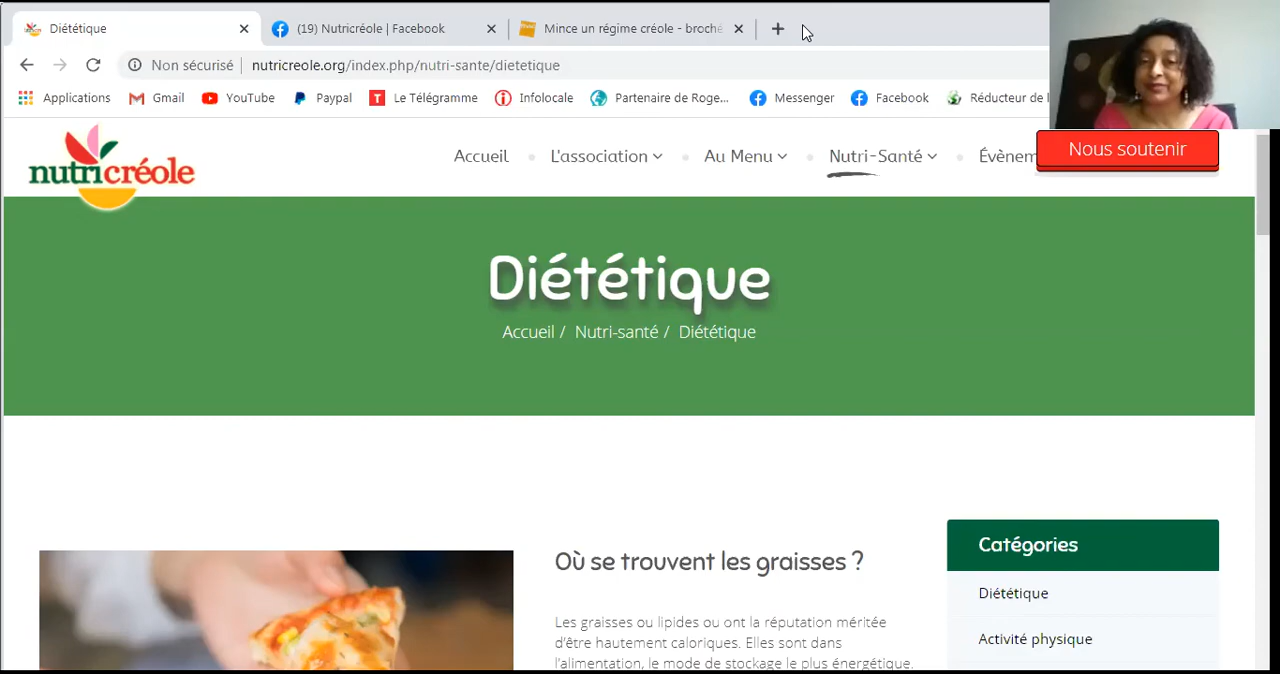 Diététique
(19) Nutricréole | Facebook
Mince un régime créole - broché
Non sécurisé
nutricreole.org/index.php/nutri-sante/dietetique
Applications
Gmail
YouTube
Paypal
Le Télégramme
Infolocale
Partenaire de Roge...
Messenger
Facebook
Réducteur de l
nutricréole
Accueil
L'association
Au Menu
Nutri-Santé
Évènem
Nous soutenir
Diététique
Accueil / Nutri-santé / Diététique
Où se trouvent les graisses ?
Les graisses ou lipides ou ont la réputation méritée
d'être hautement caloriques. Elles sont dans
l'alimentation, le mode de stockage le plus énergétique.
Catégories
Diététique
Activité physique